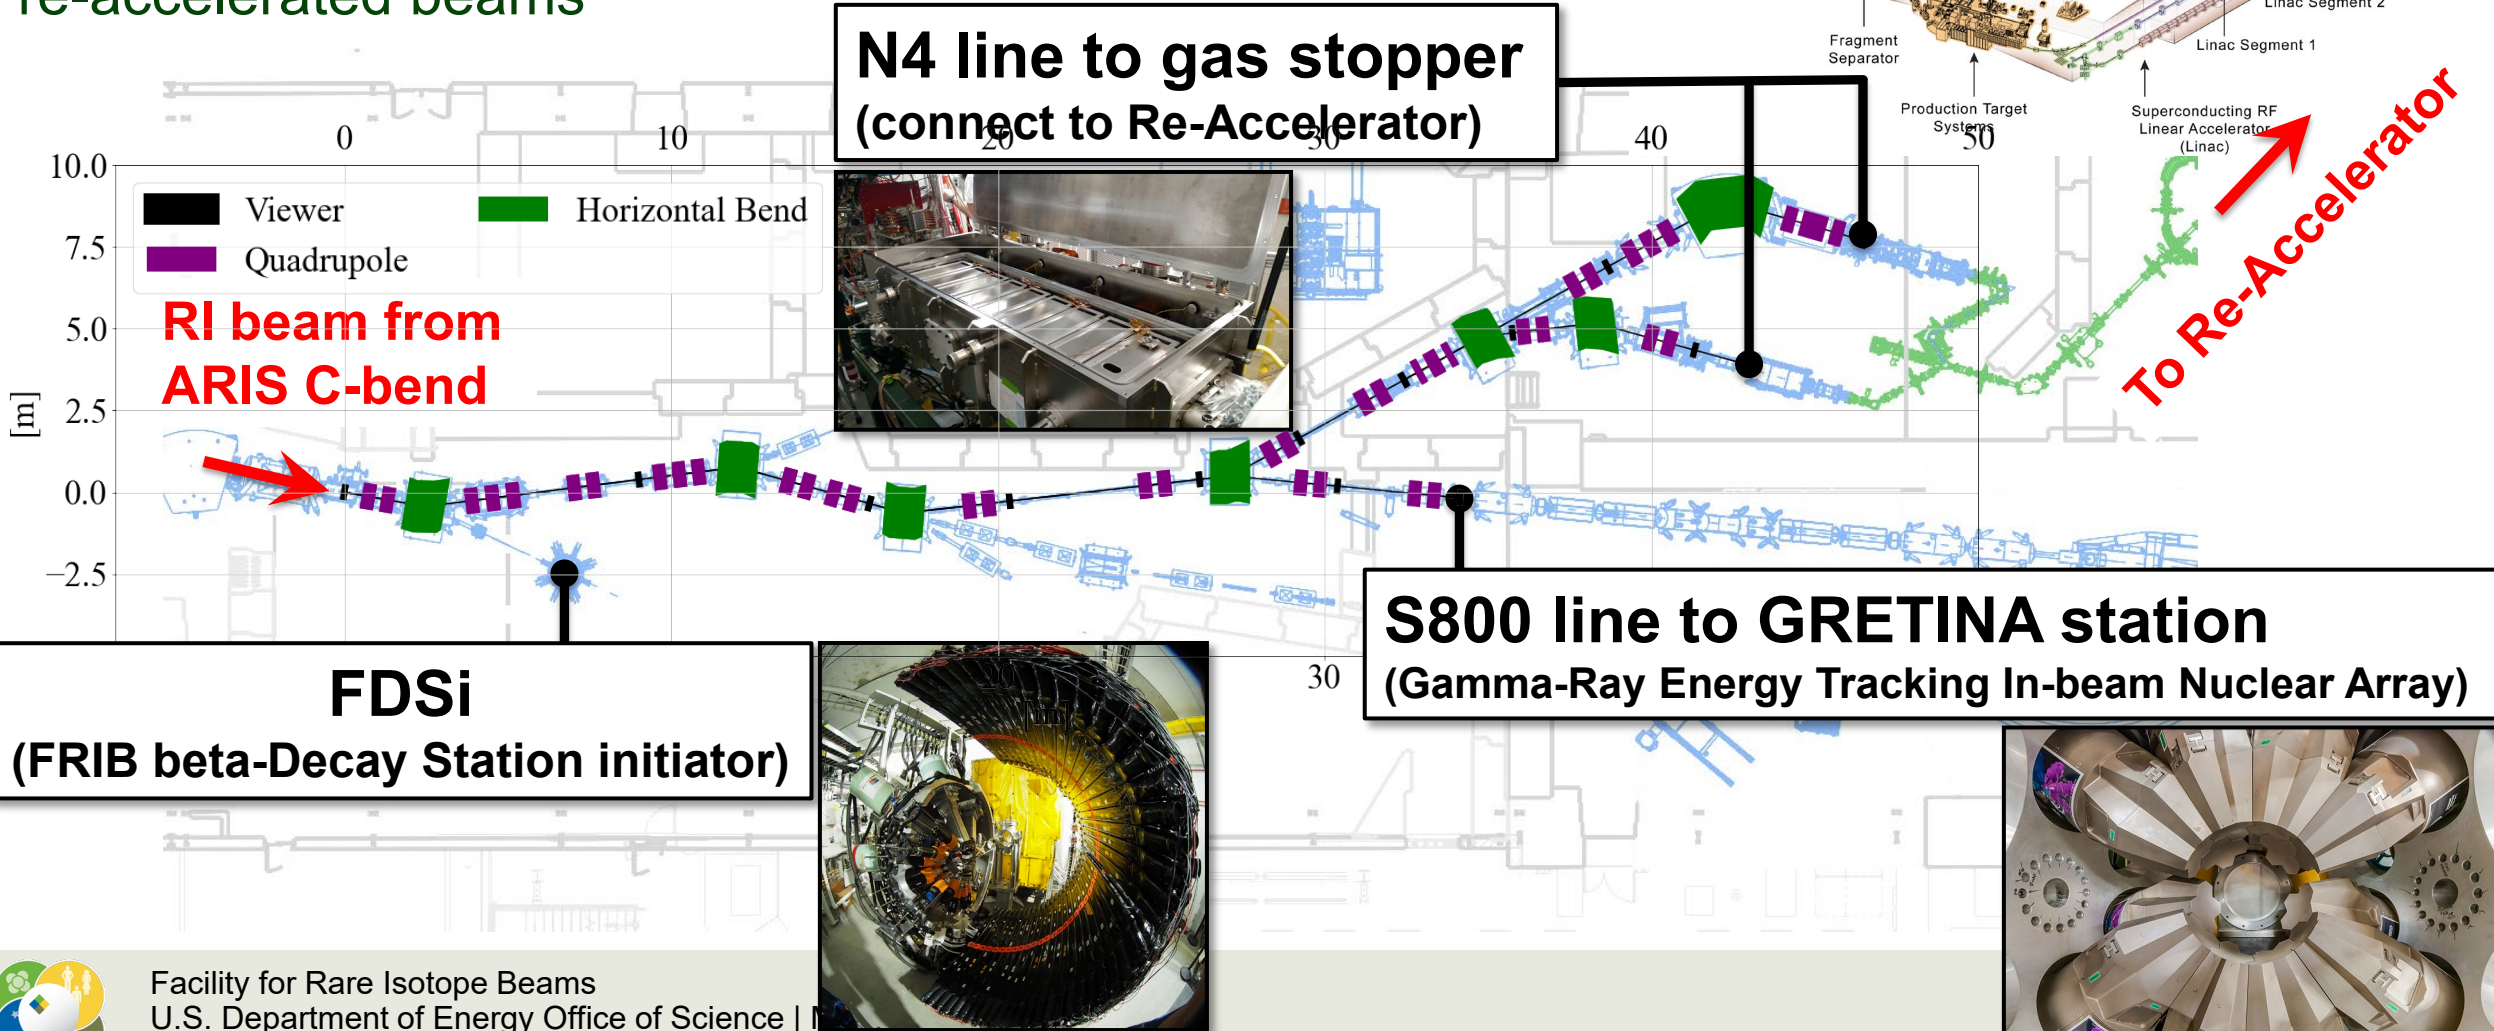 re-accelerated beams
N4 line to gas stopper
(connect to Re-Accelerator)
Linac Segment 2
Linac Segment 1
Fragment
Separator
Production Target
Systems
Superconducting RF
Linear Accelerator
(Linac)
To Re-Accelerator
0
10
20
30
40
50
10.0
7.5
5.0
2.5
0.0
−2.5
[m]
Viewer
Horizontal Bend
Quadrupole
RI beam from
ARIS C-bend
S800 line to GRETINA station
(Gamma-Ray Energy Tracking In-beam Nuclear Array)
FDSi
(FRIB beta-Decay Station initiator)
20
30
[m]
Facility for Rare Isotope Beams
U.S. Department of Energy Office of Science |